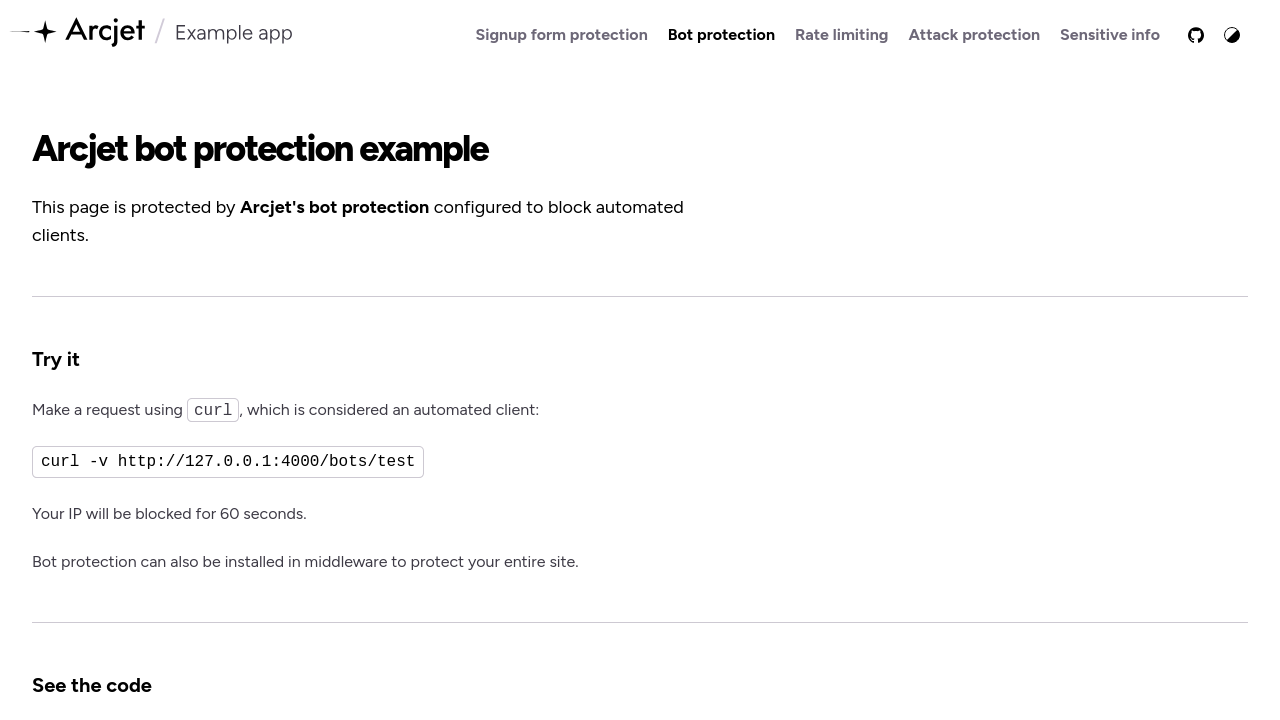 Arcjet / Example app
Signup form protection
Bot protection
Rate limiting
Attack protection
Sensitive info
Arcjet bot protection example
This page is protected by Arcjet's bot protection configured to block automated
clients.
Try it
Make a request using curl, which is considered an automated client:
curl -v http://127.0.0.1:4000/bots/test
Your IP will be blocked for 60 seconds.
Bot protection can also be installed in middleware to protect your entire site.
See the code